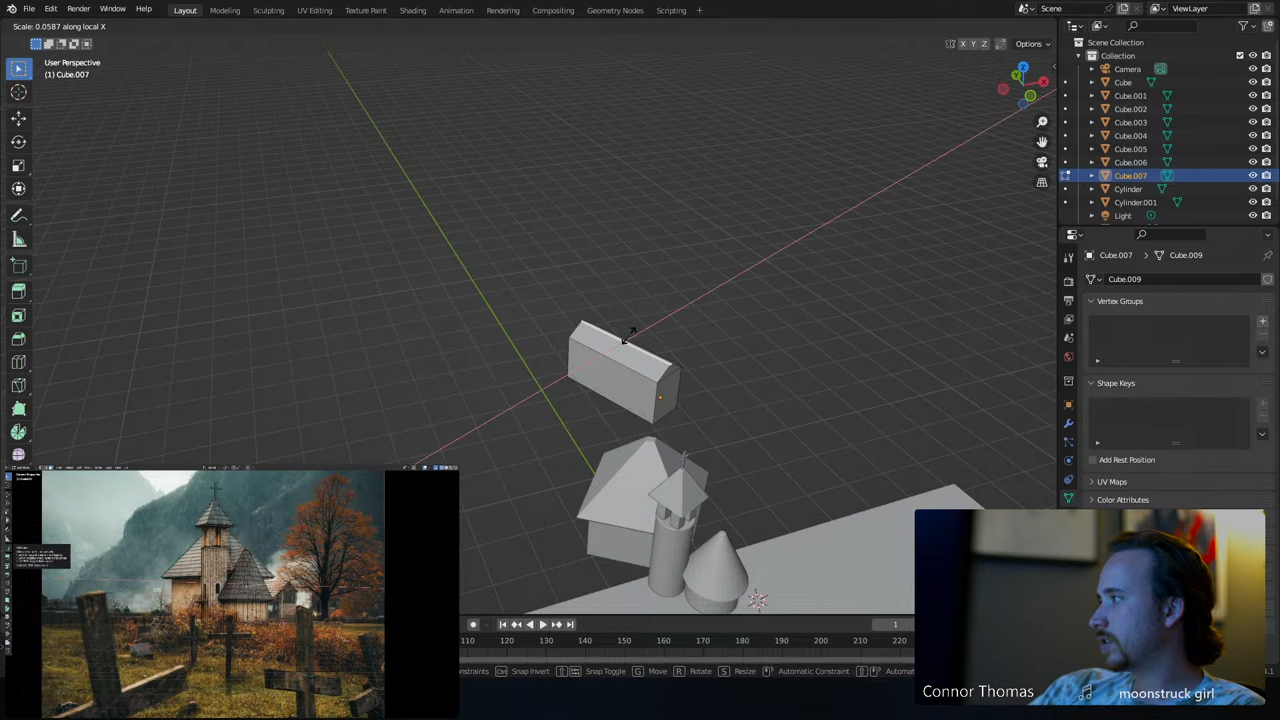 File Edit Render Window Help
Layout Modeling Sculpting UV Editing Texture Paint Shading Animation Rendering Compositing Geometry Nodes Scripting
Scene
ViewLayer
Scale: 0.0587 along local X
X Y Z Options
User Perspective
(1) Cube.007
Scene Collection
Collection
Camera
Cube
Cube.001
Cube.002
Cube.003
Cube.004
Cube.005
Cube.006
Cube.007
Cylinder
Cylinder.001
Light
Cube.007 Cube.009
Cube.009
Vertex Groups
Shape Keys
Add Rest Position
UV Maps
Color Attributes
1
110 120 130 140 150 160 170 180 190 200 210 220
Snap Invert Snap Toggle G Move R Rotate S Resize Automatic Constraint Automatic
Connor Thomas
moonstruck girl